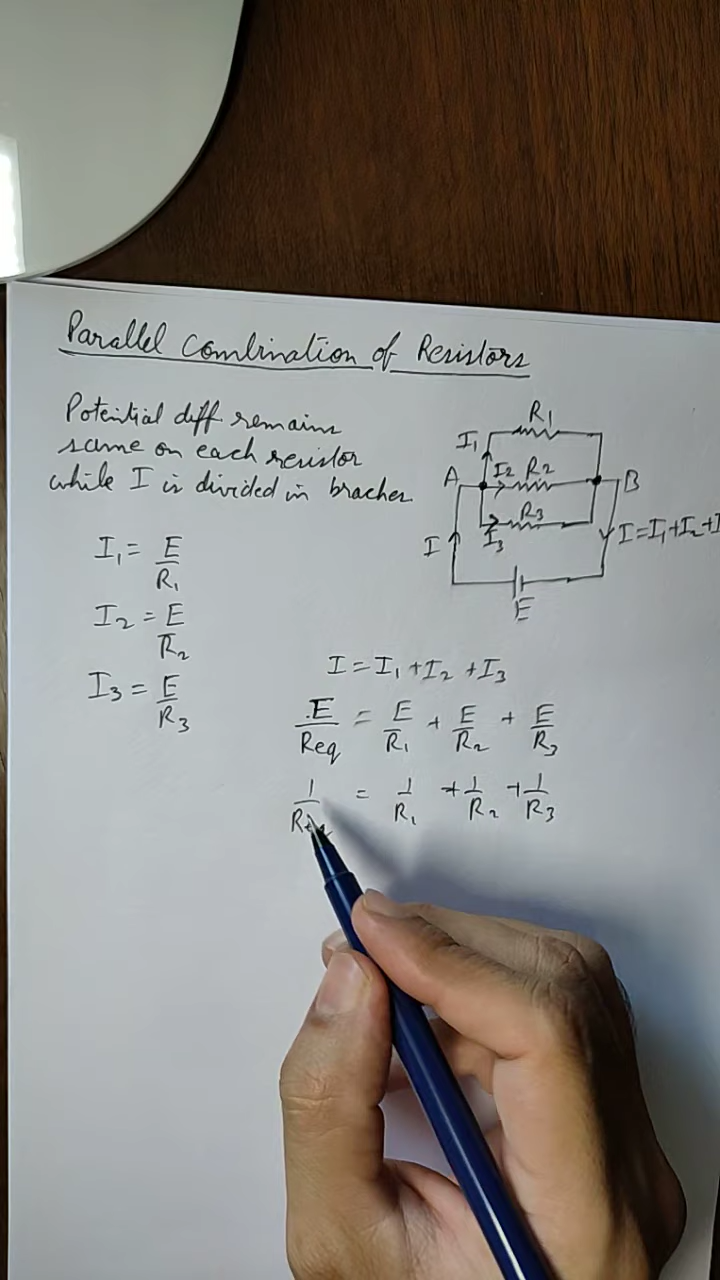 Parallel Combination of Resistors
Potential diff remains
same on each resistor
while I is divided in braches
I₁ = E/R₁
I₂ = E/R₂
I₃ = E/R₃
R₁
I₁
A I₂ R₂ B
R₃
I₃
I
I = I₁ + I₂ + I
E
I = I₁ + I₂ + I₃
E/Req = E/R₁ + E/R₂ + E/R₃
1/Req = 1/R₁ + 1/R₂ + 1/R₃